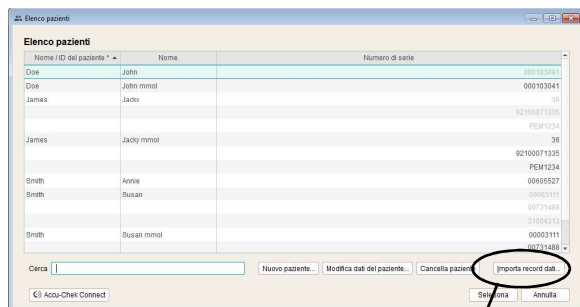 Elenco pazienti
Elenco pazienti
Nome / ID del paziente * Nome Numero di serie
Doe John 000103041
Doe John mmol 000103041
James Jacky 36
92100071335
PEM1234
James Jacky mmol 36
92100071335
PEM1234
Smith Annie 00605527
Smith Susan 00003111
00731488
31004313
Smith Susan mmol 00003111
00731488
Cerca Nuovo paziente... Modifica dati del paziente... Cancella paziente Importa record dati...
Accu-Chek Connect Seleziona Annulla